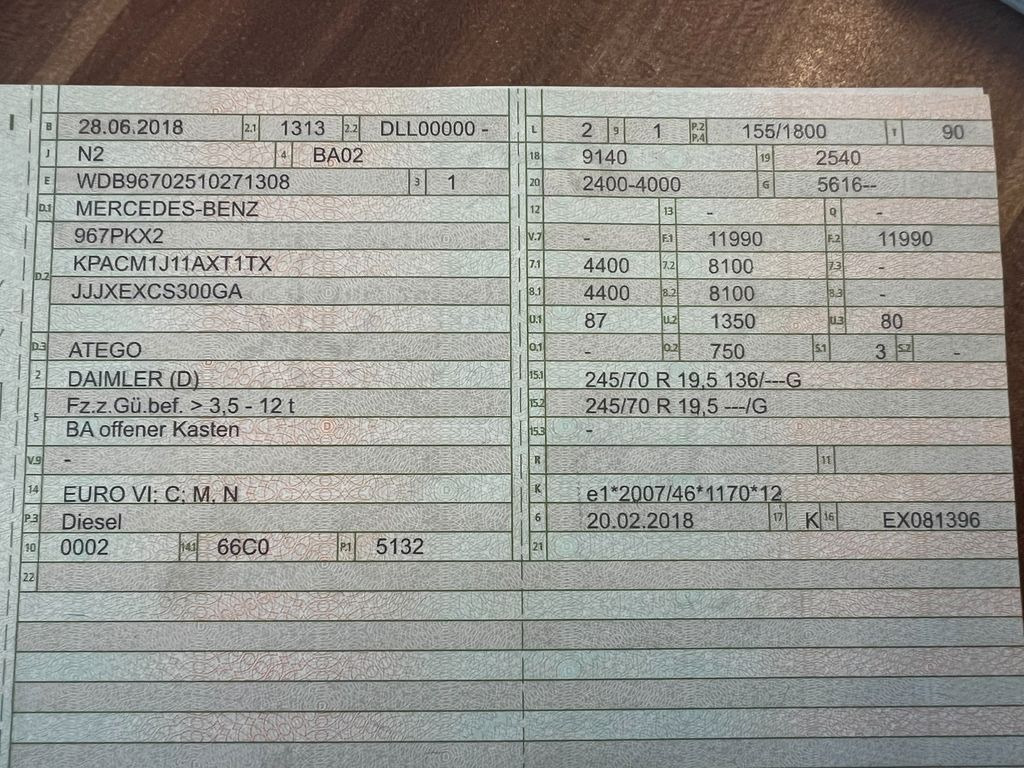 B 28.06.2018 2.1 1313 2.2 DLL00000 -
J N2 4 BA02
E WDB96702510271308 3 1
D.1 MERCEDES-BENZ
967PKX2
D.2 KPACM1J11AXT1TX
JJJXEXCS300GA
D.3 ATEGO
2 DAIMLER (D)
5 Fz.z.Gü.bef. > 3,5 - 12 t
BA offener Kasten
V.9 -
14 EURO VI; C; M, N
P.3 Diesel
10 0002 14.1 66C0 P.1 5132
22
L 2 9 1 P.2 P.4 155/1800 T 90
18 9140 19 2540
20 2400-4000 G 5616--
12 13 - Q -
V.7 - F.1 11990 F.2 11990
7.1 4400 7.2 8100 7.3 -
8.1 4400 8.2 8100 8.3 -
U.1 87 U.2 1350 U.3 80
O.1 - O.2 750 S.1 3 S.2 -
15.1 245/70 R 19,5 136/---G
15.2 245/70 R 19,5 ---/G
15.3 -
R 11
K e1*2007/46*1170*12
6 20.02.2018 17 K 16 EX081396
21